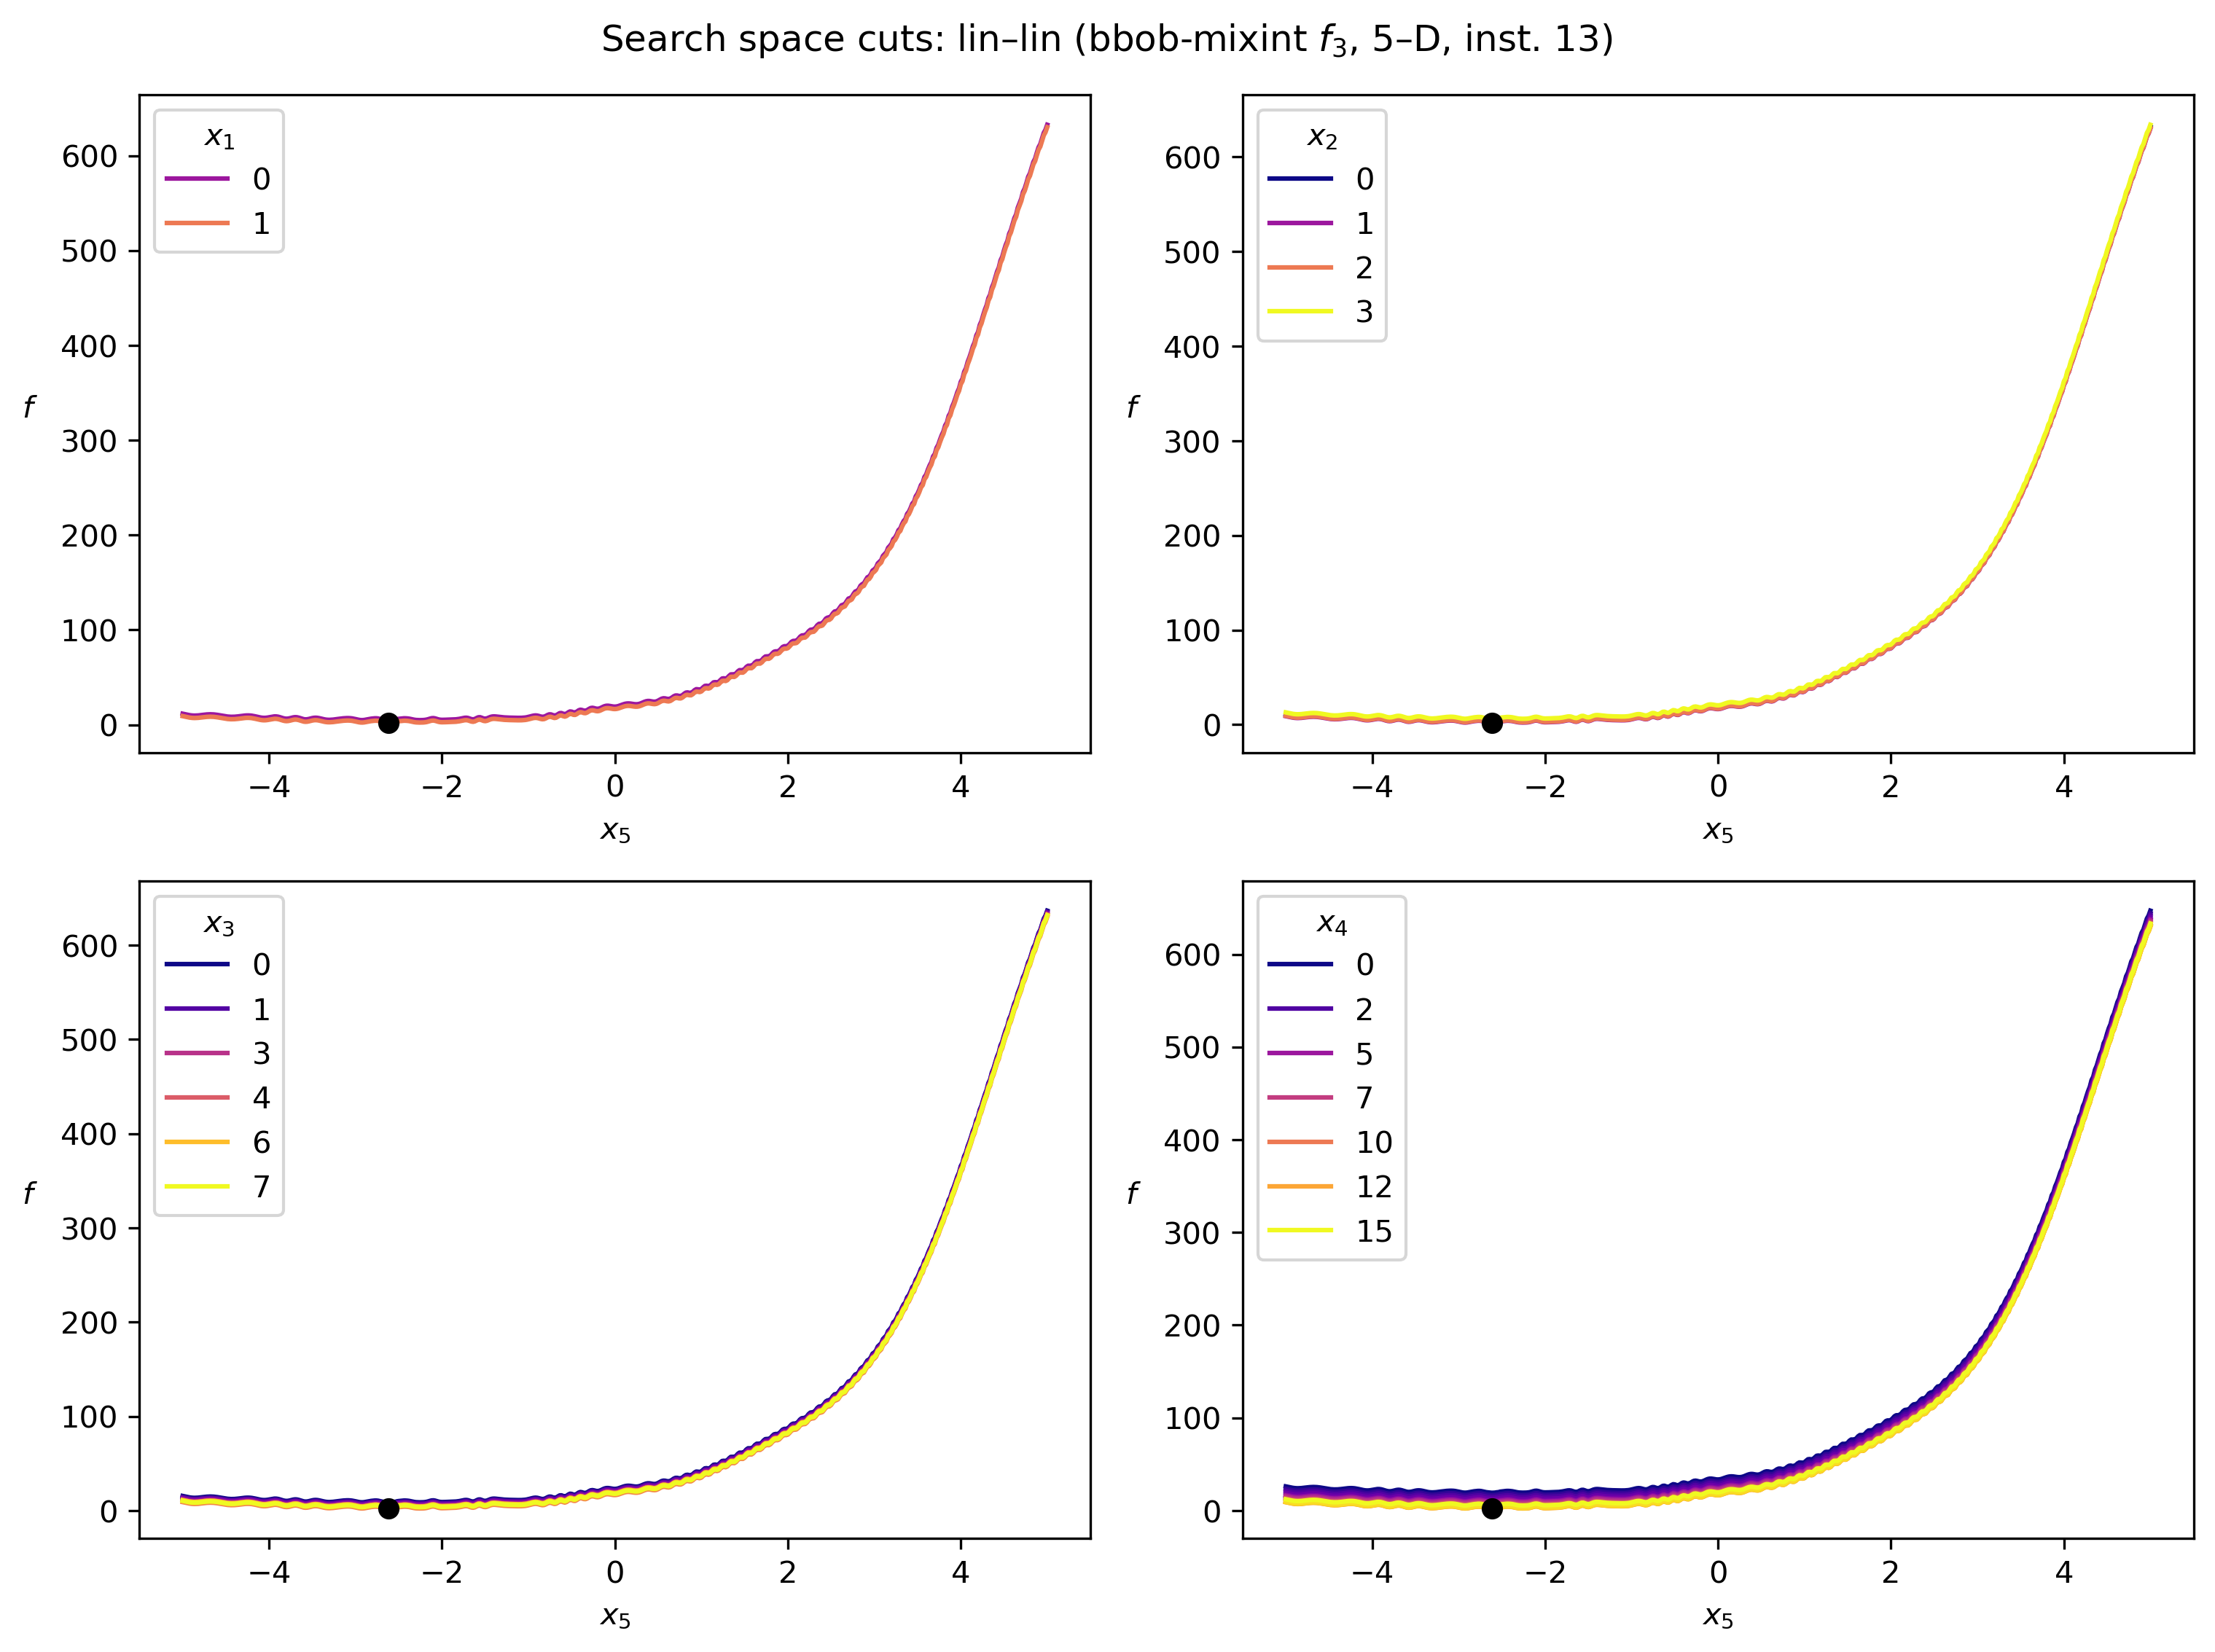 Search space cuts: lin–lin (bbob-mixint f₃, 5–D, inst. 13)
x₁
0
1
600
500
400
300
200
100
0
f
−4 −2 0 2 4
x₅
x₂
0
1
2
3
600
500
400
300
200
100
0
f
−4 −2 0 2 4
x₅
x₃
0
1
3
4
6
7
600
500
400
300
200
100
0
f
−4 −2 0 2 4
x₅
x₄
0
2
5
7
10
12
15
600
500
400
300
200
100
0
f
−4 −2 0 2 4
x₅